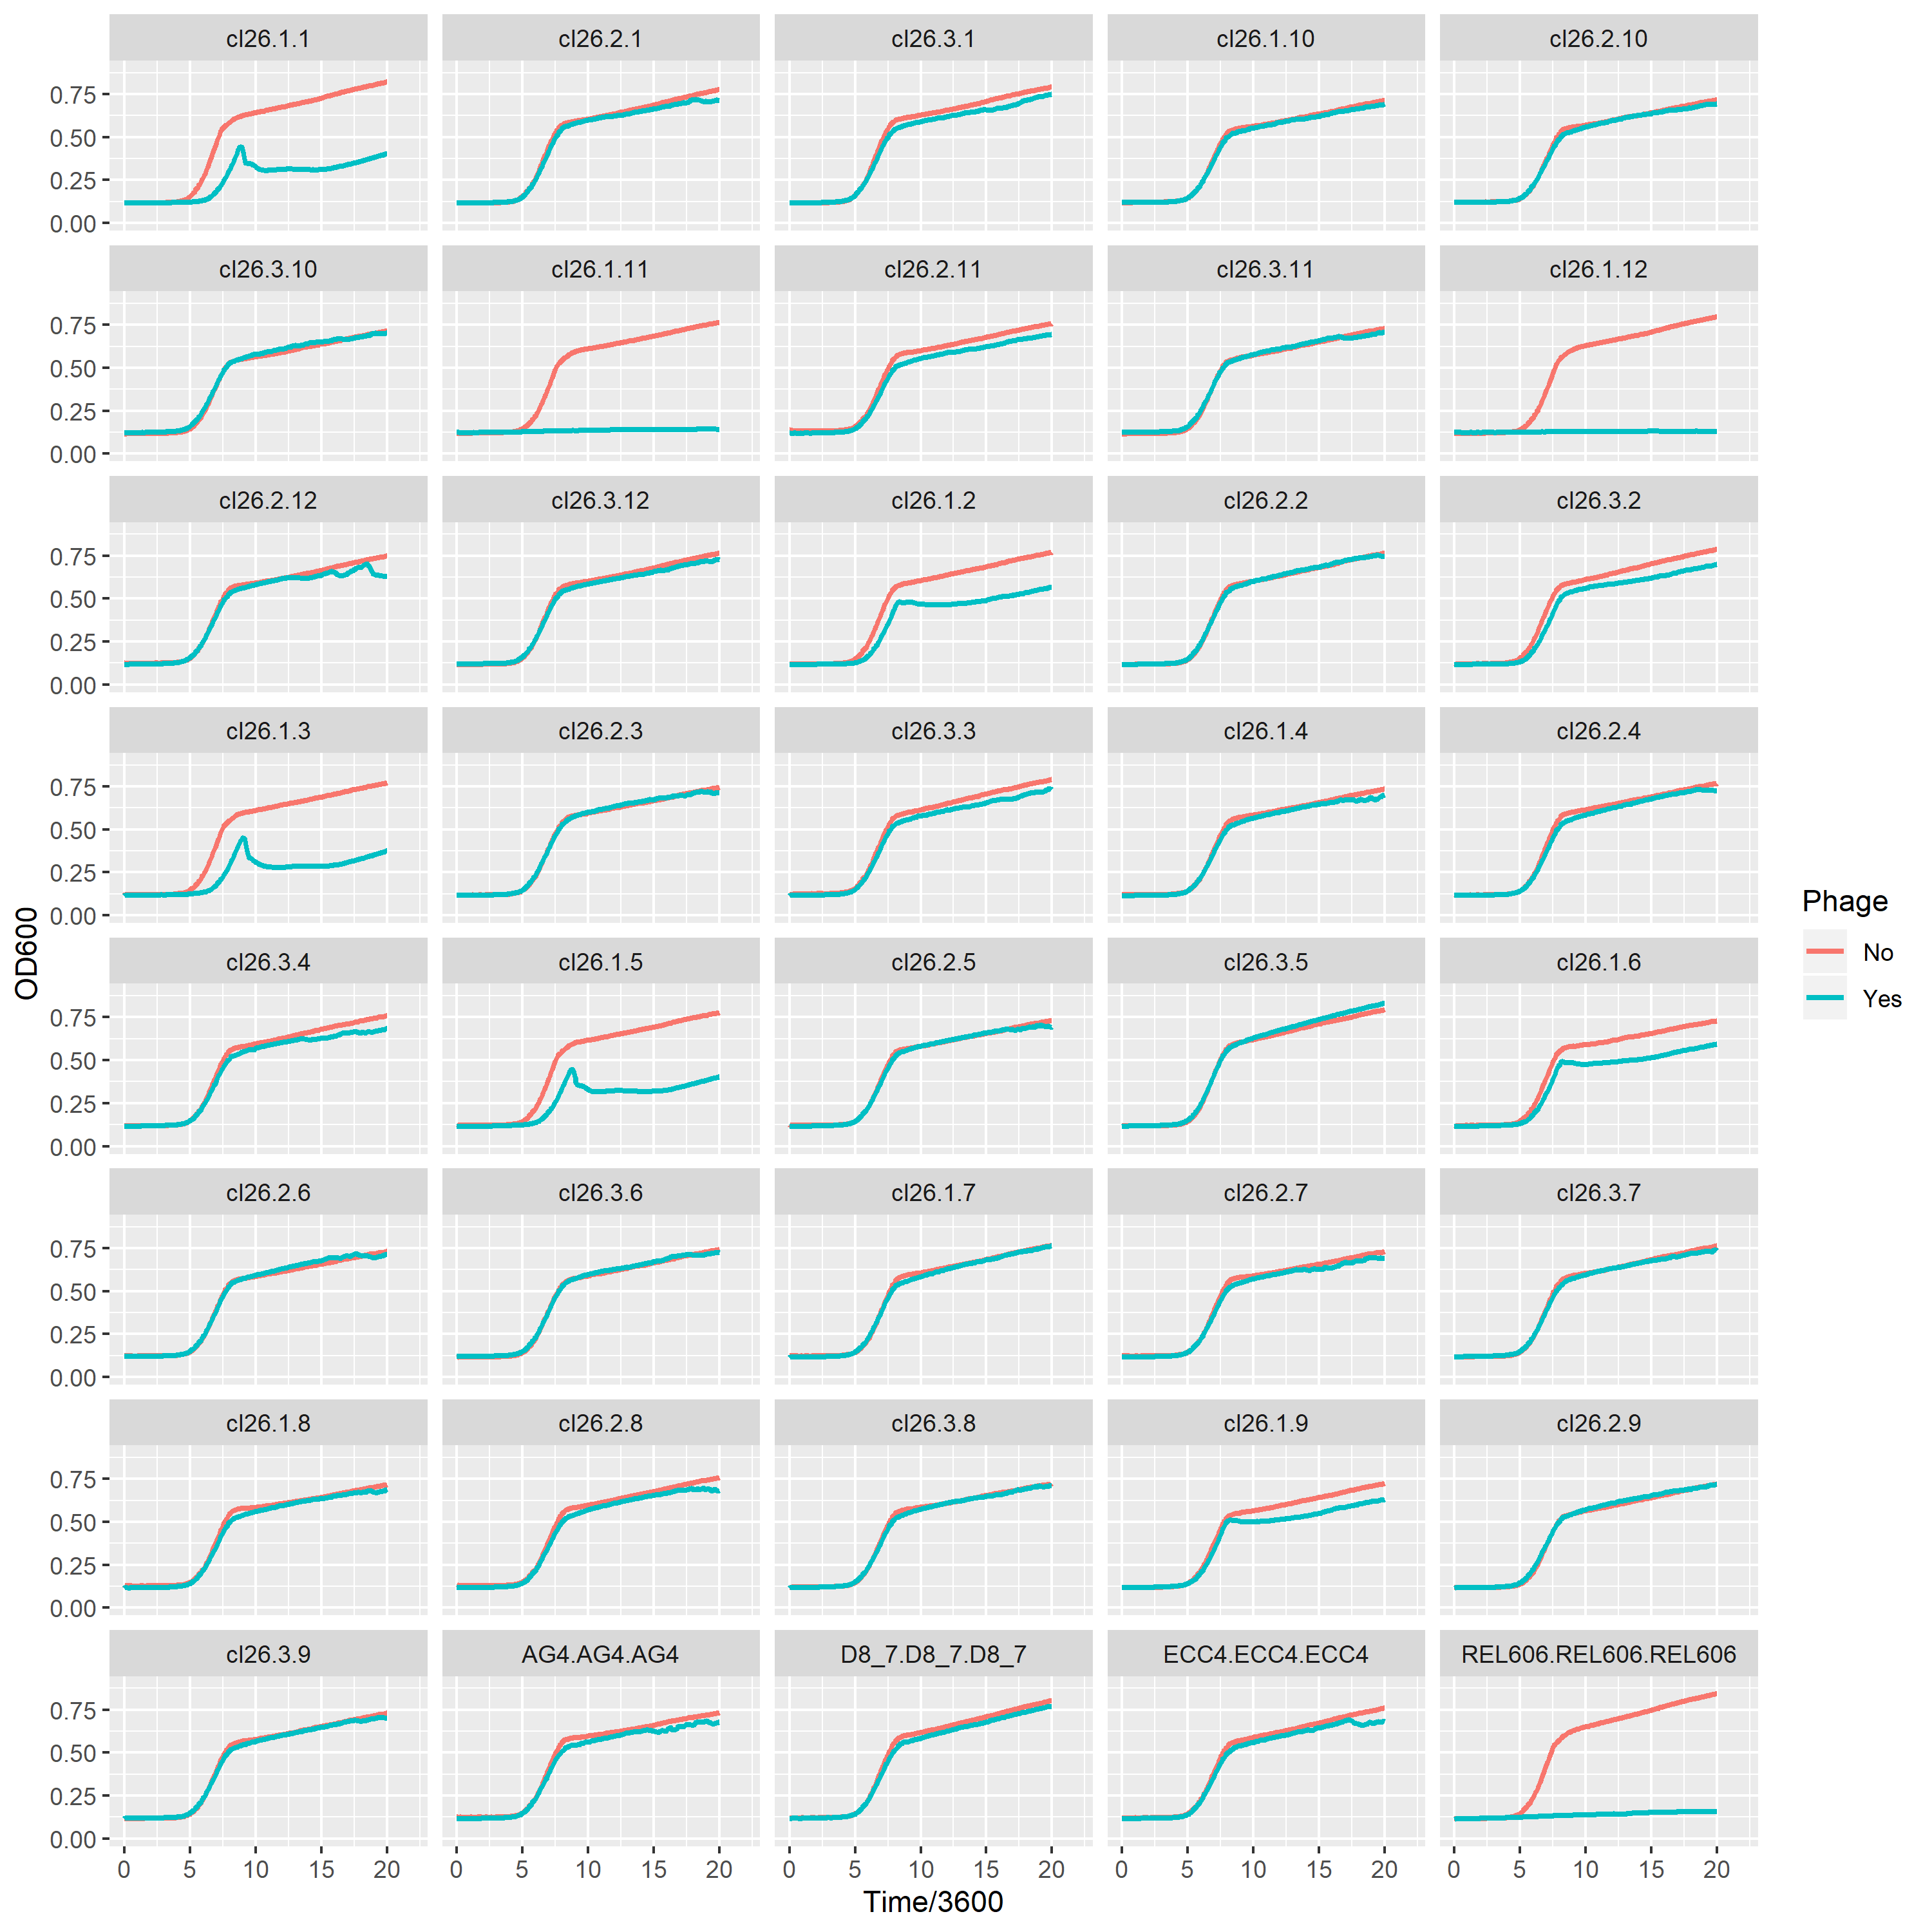 cl26.1.1 cl26.2.1 cl26.3.1 cl26.1.10 cl26.2.10
0.75
0.50
0.25
0.00
cl26.3.10 cl26.1.11 cl26.2.11 cl26.3.11 cl26.1.12
0.75
0.50
0.25
0.00
cl26.2.12 cl26.3.12 cl26.1.2 cl26.2.2 cl26.3.2
0.75
0.50
0.25
0.00
cl26.1.3 cl26.2.3 cl26.3.3 cl26.1.4 cl26.2.4
0.75
0.50
0.25
0.00
cl26.3.4 cl26.1.5 cl26.2.5 cl26.3.5 cl26.1.6
0.75
0.50
0.25
0.00
cl26.2.6 cl26.3.6 cl26.1.7 cl26.2.7 cl26.3.7
0.75
0.50
0.25
0.00
cl26.1.8 cl26.2.8 cl26.3.8 cl26.1.9 cl26.2.9
0.75
0.50
0.25
0.00
cl26.3.9 AG4.AG4.AG4 D8_7.D8_7.D8_7 ECC4.ECC4.ECC4 REL606.REL606.REL606
0.75
0.50
0.25
0.00
0 5 10 15 20 0 5 10 15 20 0 5 10 15 20 0 5 10 15 20 0 5 10 15 20
Time/3600
OD600
Phage
No
Yes